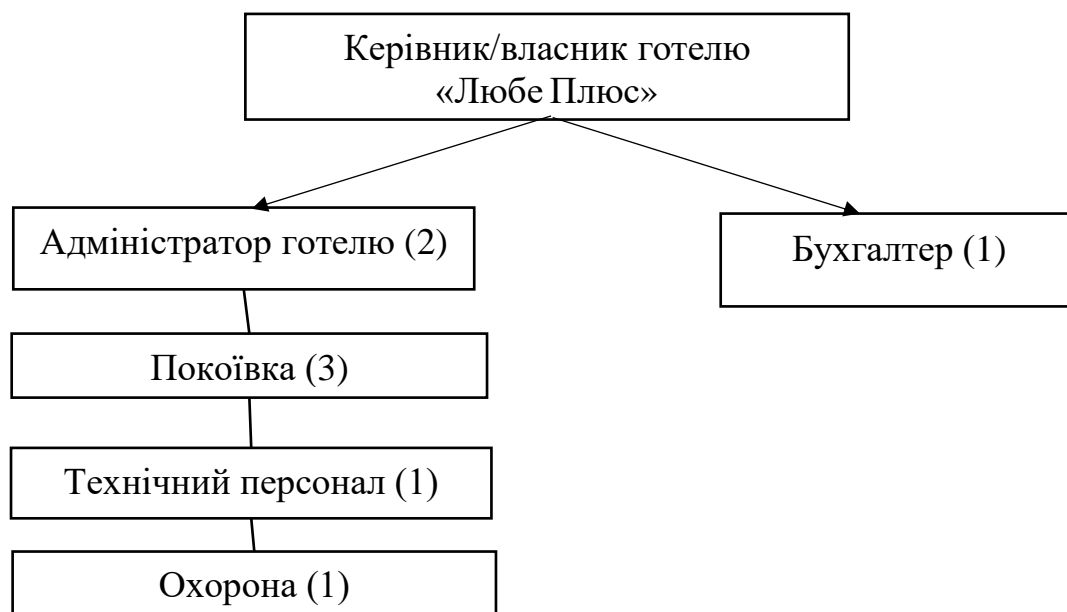 Керівник/власник готелю
«Любе Плюс»
Адміністратор готелю (2)
Бухгалтер (1)
Покоївка (3)
Технічний персонал (1)
Охорона (1)